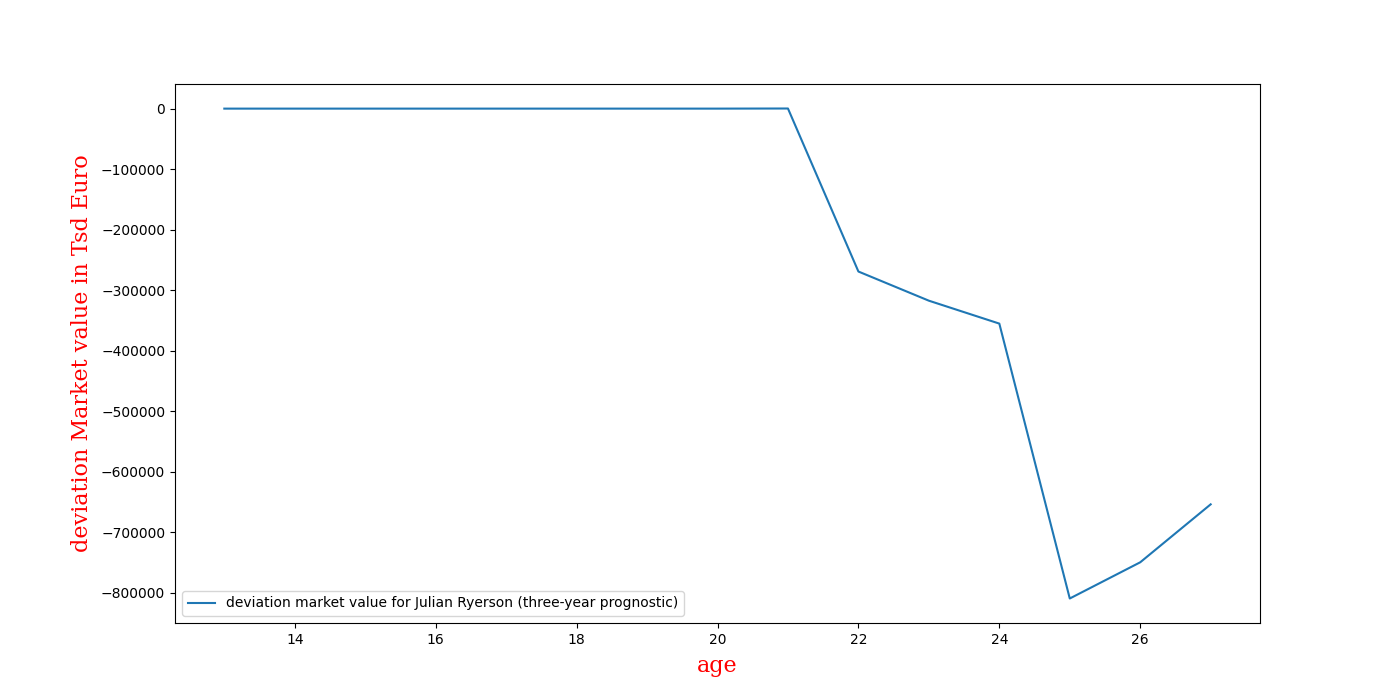 deviation Market value in Tsd Euro
0
−100000
−200000
−300000
−400000
−500000
−600000
−700000
−800000
deviation market value for Julian Ryerson (three-year prognostic)
14 16 18 20 22 24 26
age